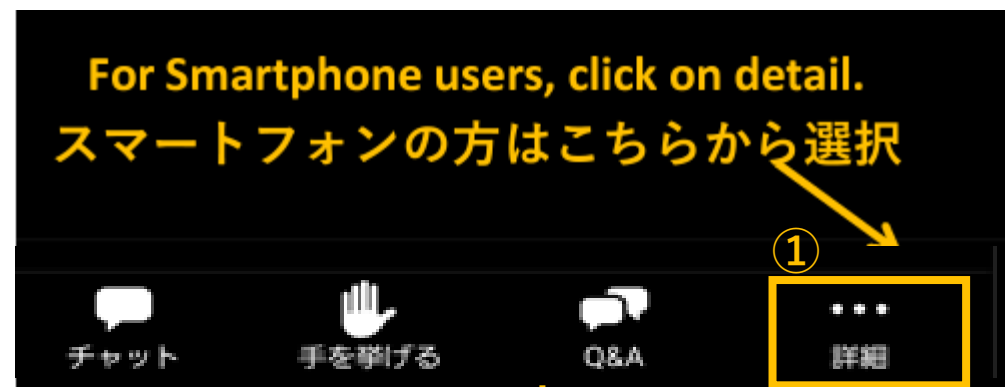 For Smartphone users, click on detail.
スマートフォンの方はこちらから選択
①
チャット 手を挙げる Q&A 詳細